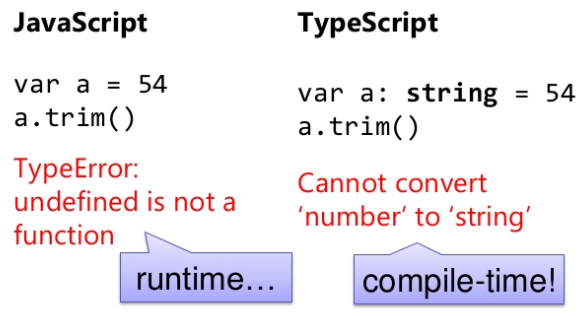 JavaScript
var a = 54
a.trim()
TypeError:
undefined is not a
function
runtime...
TypeScript
var a: string = 54
a.trim()
Cannot convert
‘number’ to ‘string’
compile-time!